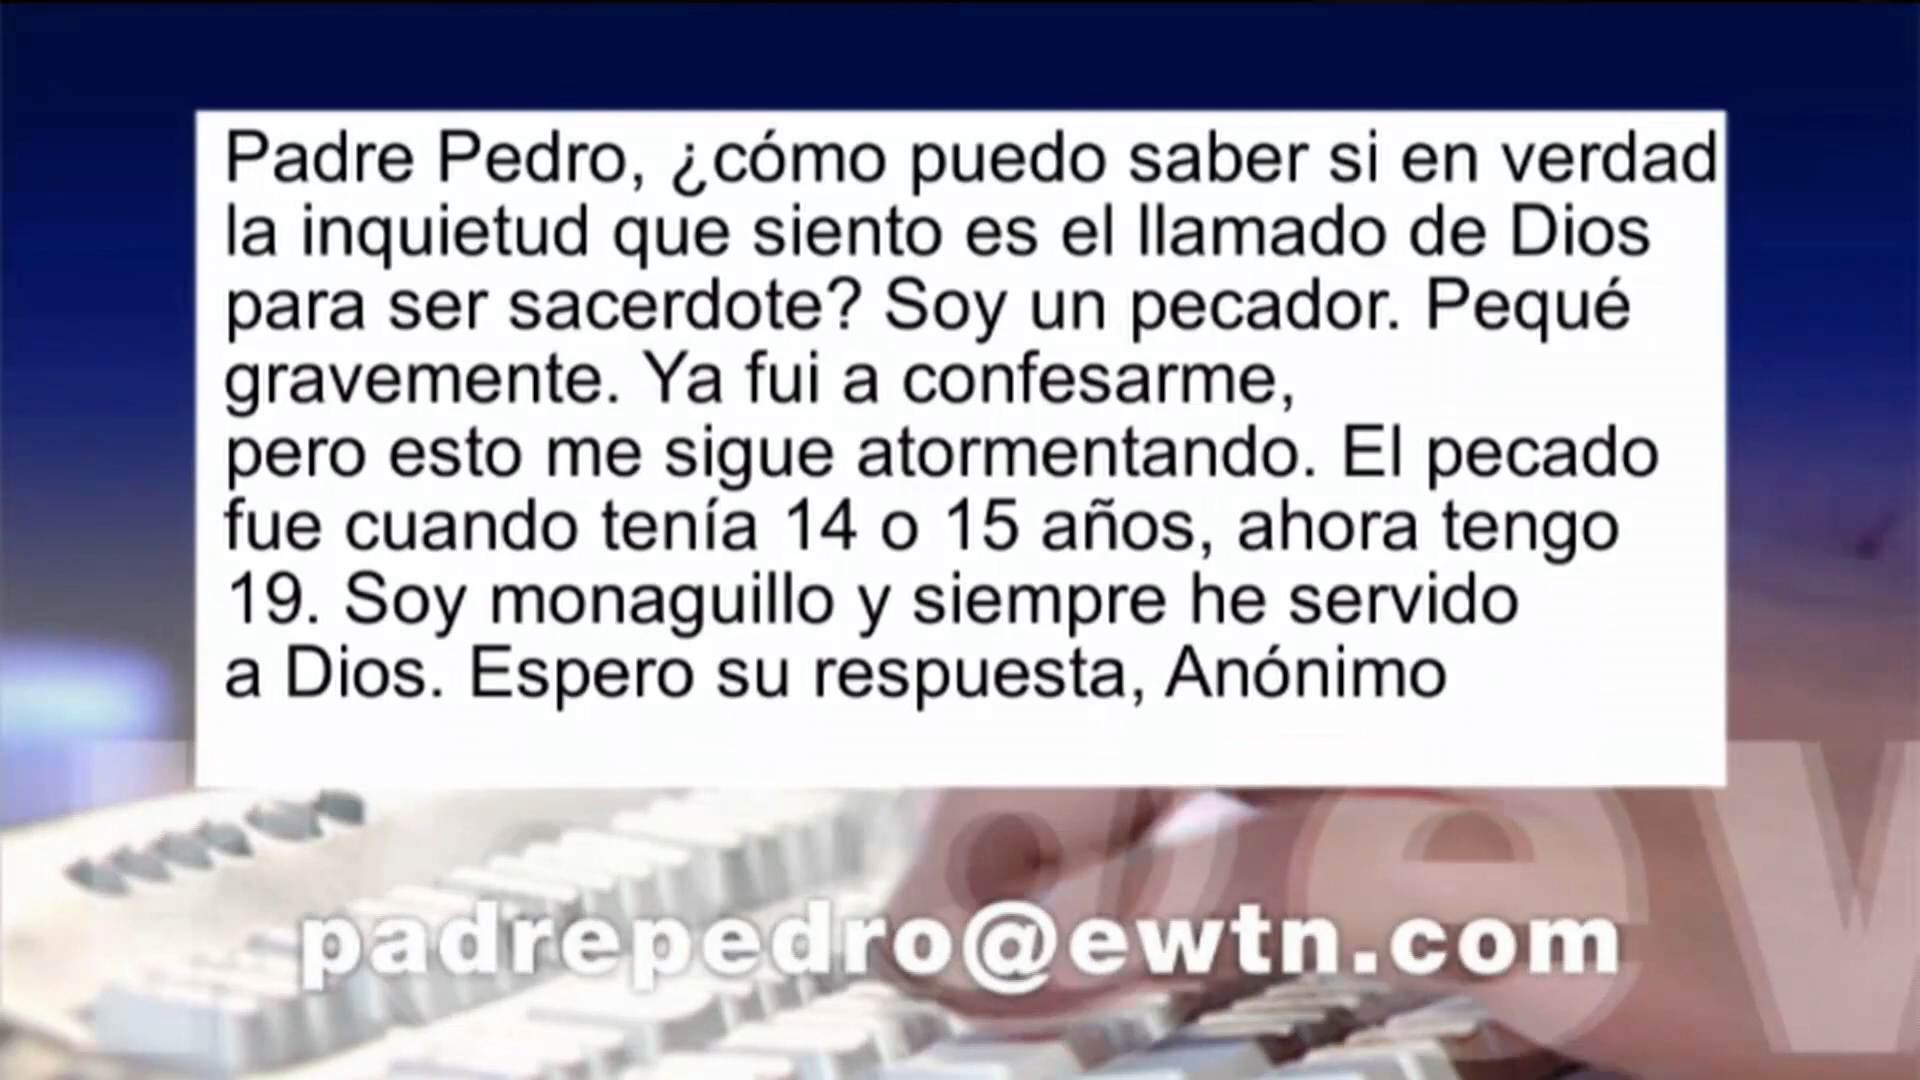 Padre Pedro, ¿cómo puedo saber si en verdad
la inquietud que siento es el llamado de Dios
para ser sacerdote? Soy un pecador. Pequé
gravemente. Ya fui a confesarme,
pero esto me sigue atormentando. El pecado
fue cuando tenía 14 o 15 años, ahora tengo
19. Soy monaguillo y siempre he servido
a Dios. Espero su respuesta, Anónimo
padrepedro@ewtn.com
@ew